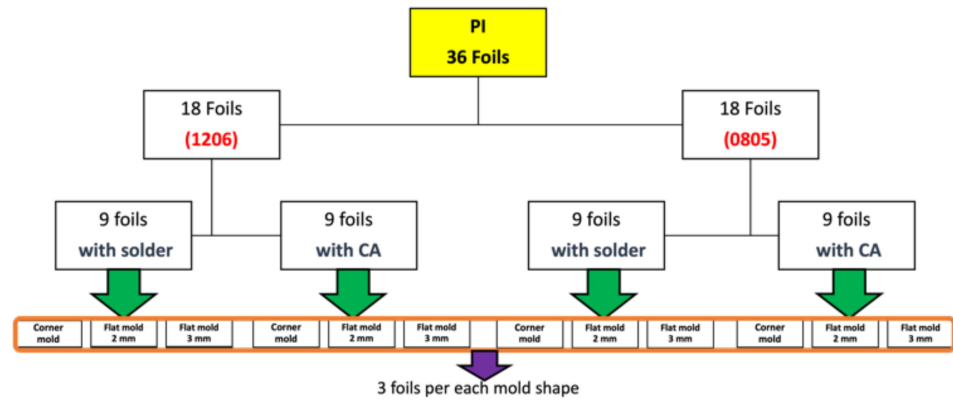 PI
36 Foils
18 Foils
(1206)
18 Foils
(0805)
9 foils
with solder
9 foils
with CA
9 foils
with solder
9 foils
with CA
Corner
mold
Flat mold
2 mm
Flat mold
3 mm
Corner
mold
Flat mold
2 mm
Flat mold
3 mm
Corner
mold
Flat mold
2 mm
Flat mold
3 mm
Corner
mold
Flat mold
2 mm
Flat mold
3 mm
3 foils per each mold shape